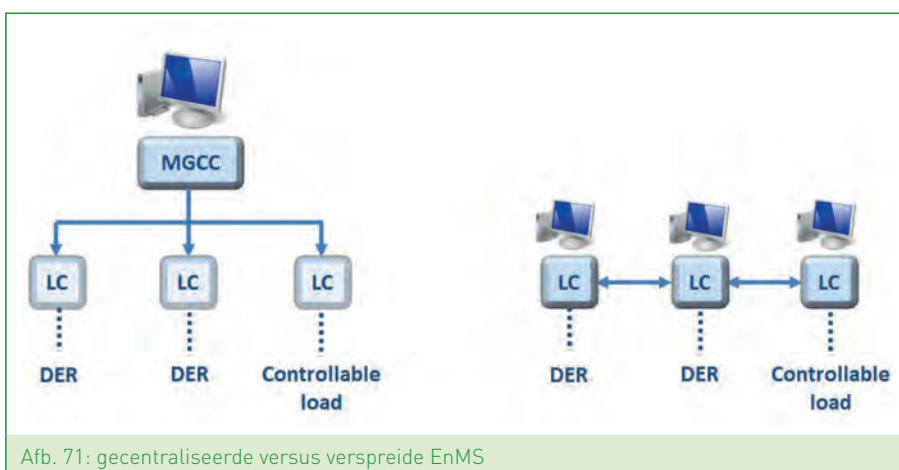 MGCC
LC LC LC
DER DER Controllable
load
LC LC LC
DER DER Controllable
load
Afb. 71: gecentraliseerde versus verspreide EnMS